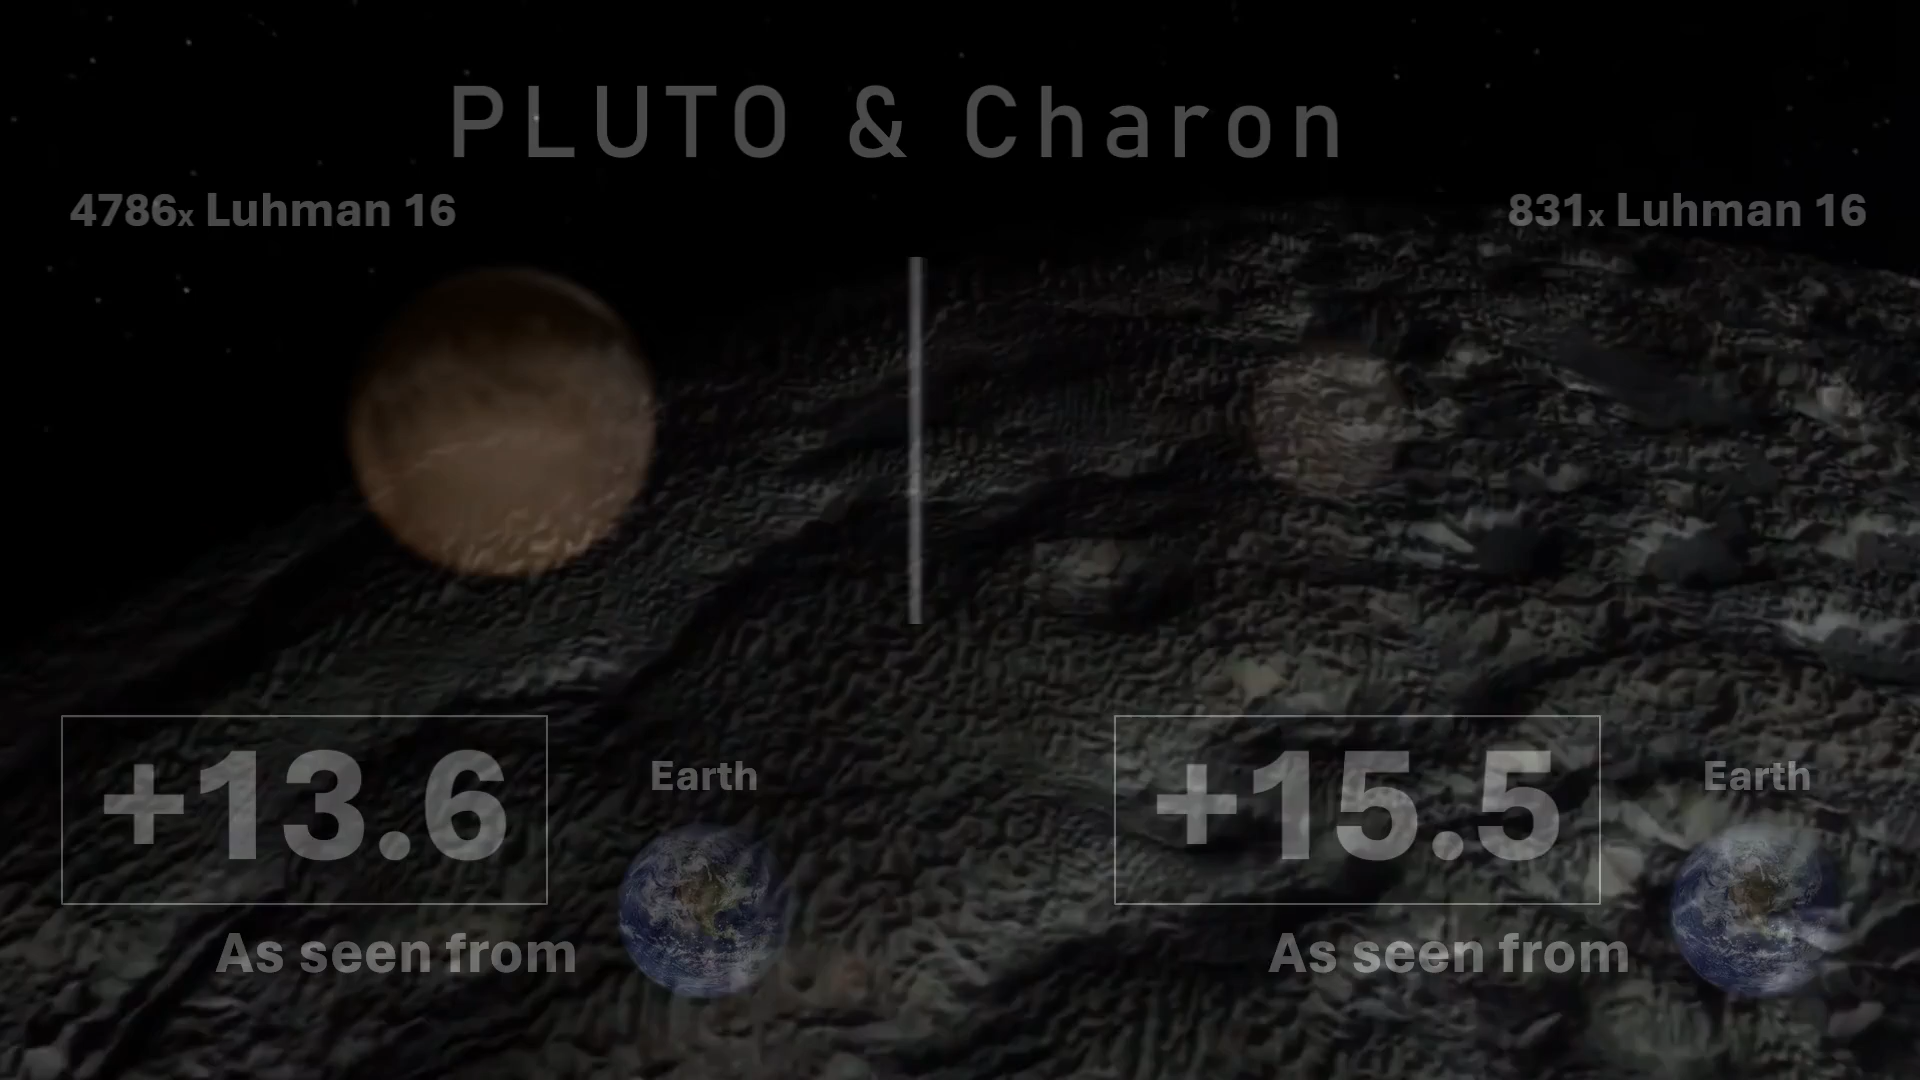 PLUTO & Charon
4786x Luhman 16
831x Luhman 16
+13.6
Earth
As seen from
+15.5
Earth
As seen from